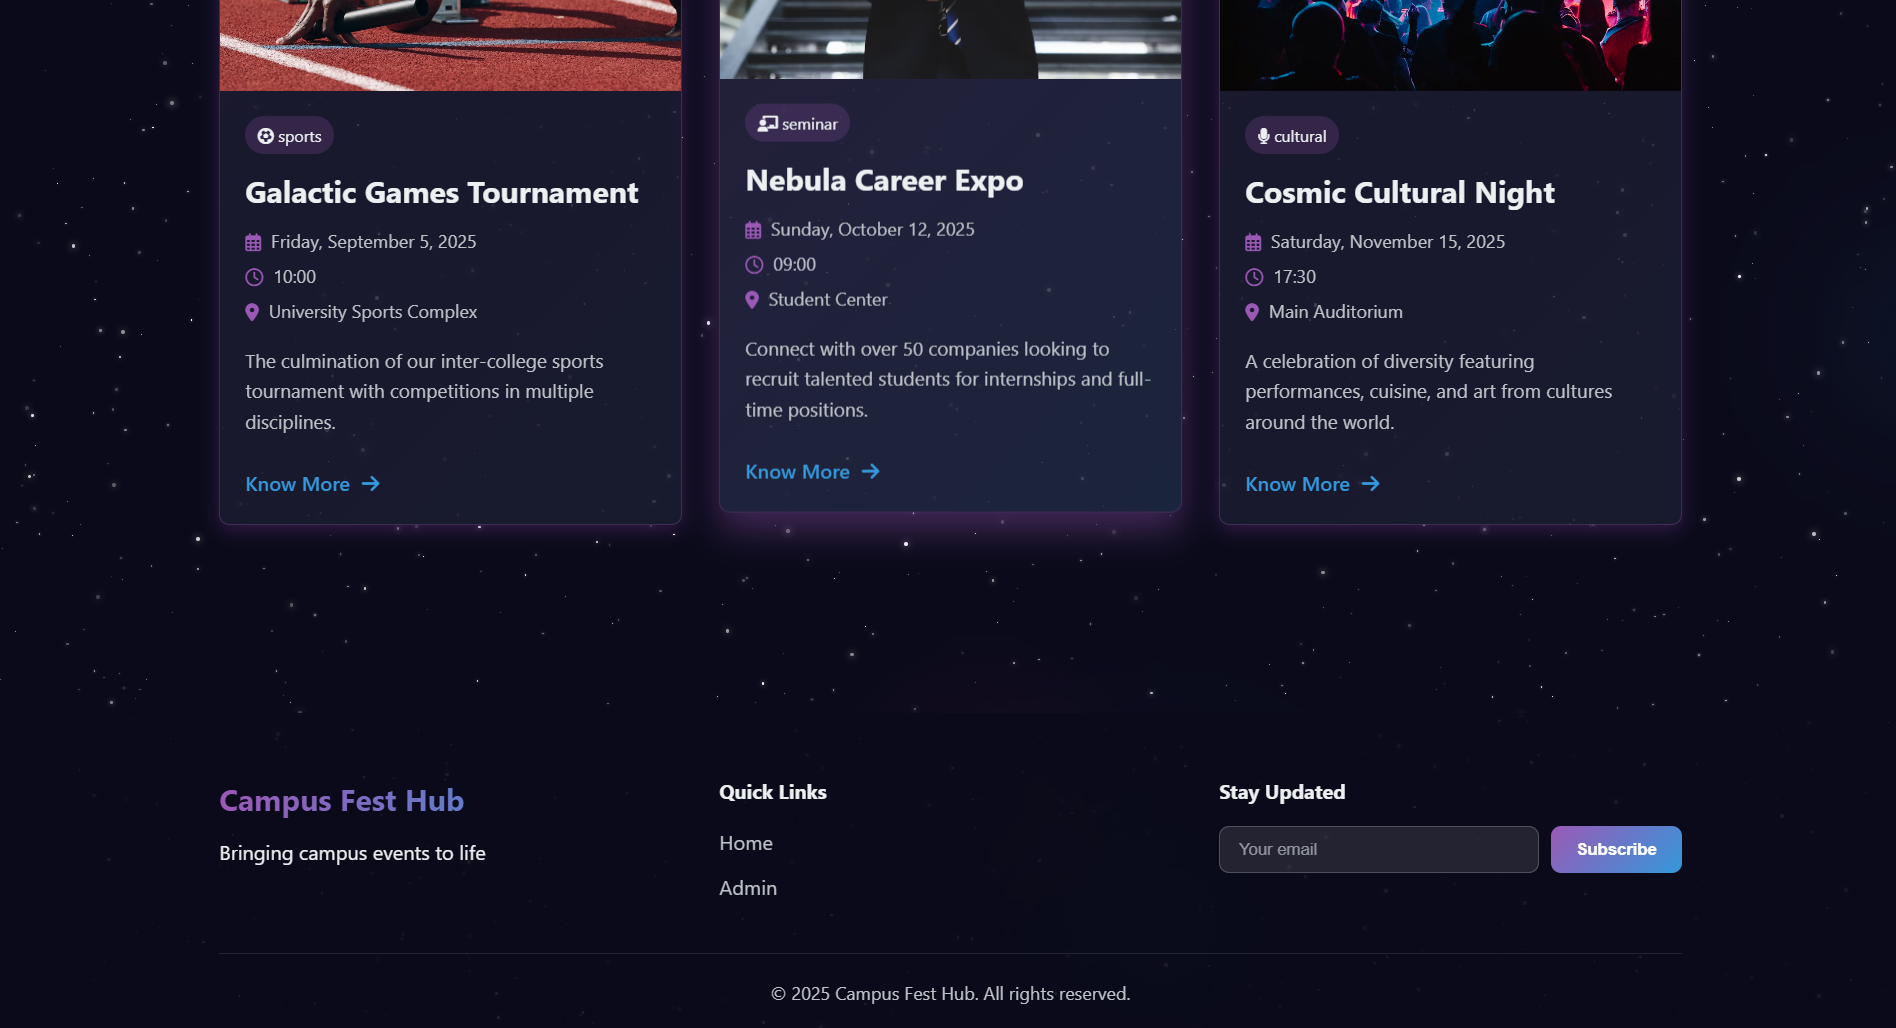 sports
Galactic Games Tournament
Friday, September 5, 2025
10:00
University Sports Complex
The culmination of our inter-college sports
tournament with competitions in multiple
disciplines.
Know More
seminar
Nebula Career Expo
Sunday, October 12, 2025
09:00
Student Center
Connect with over 50 companies looking to
recruit talented students for internships and full-
time positions.
Know More
cultural
Cosmic Cultural Night
Saturday, November 15, 2025
17:30
Main Auditorium
A celebration of diversity featuring
performances, cuisine, and art from cultures
around the world.
Know More
Campus Fest Hub
Bringing campus events to life
Quick Links
Home
Admin
Stay Updated
Your email
Subscribe
© 2025 Campus Fest Hub. All rights reserved.